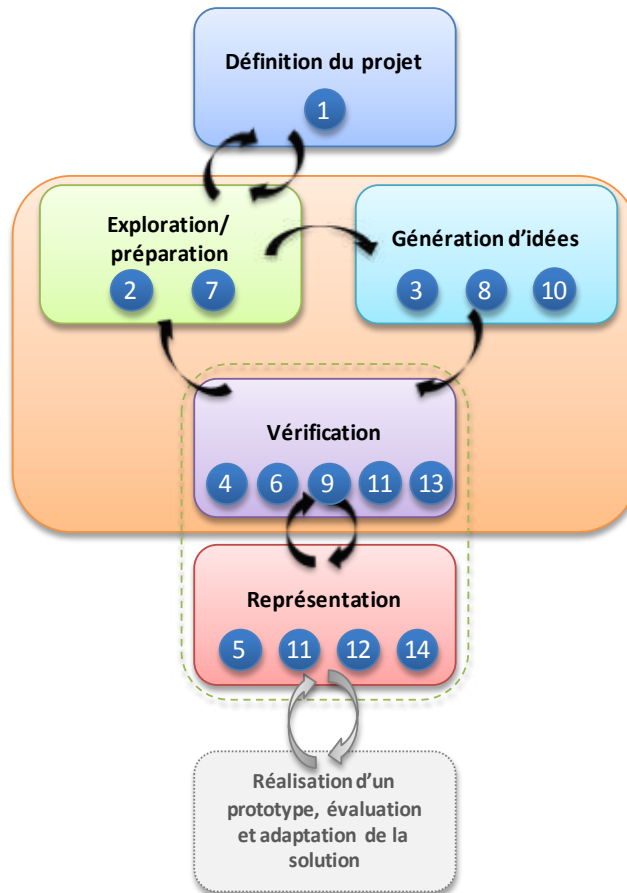 Définition du projet
1
Exploration/
préparation
2 7
Génération d'idées
3 8 10
Vérification
4 6 9 11 13
Représentation
5 11 12 14
Réalisation d'un
prototype, évaluation
et adaptation de la
solution